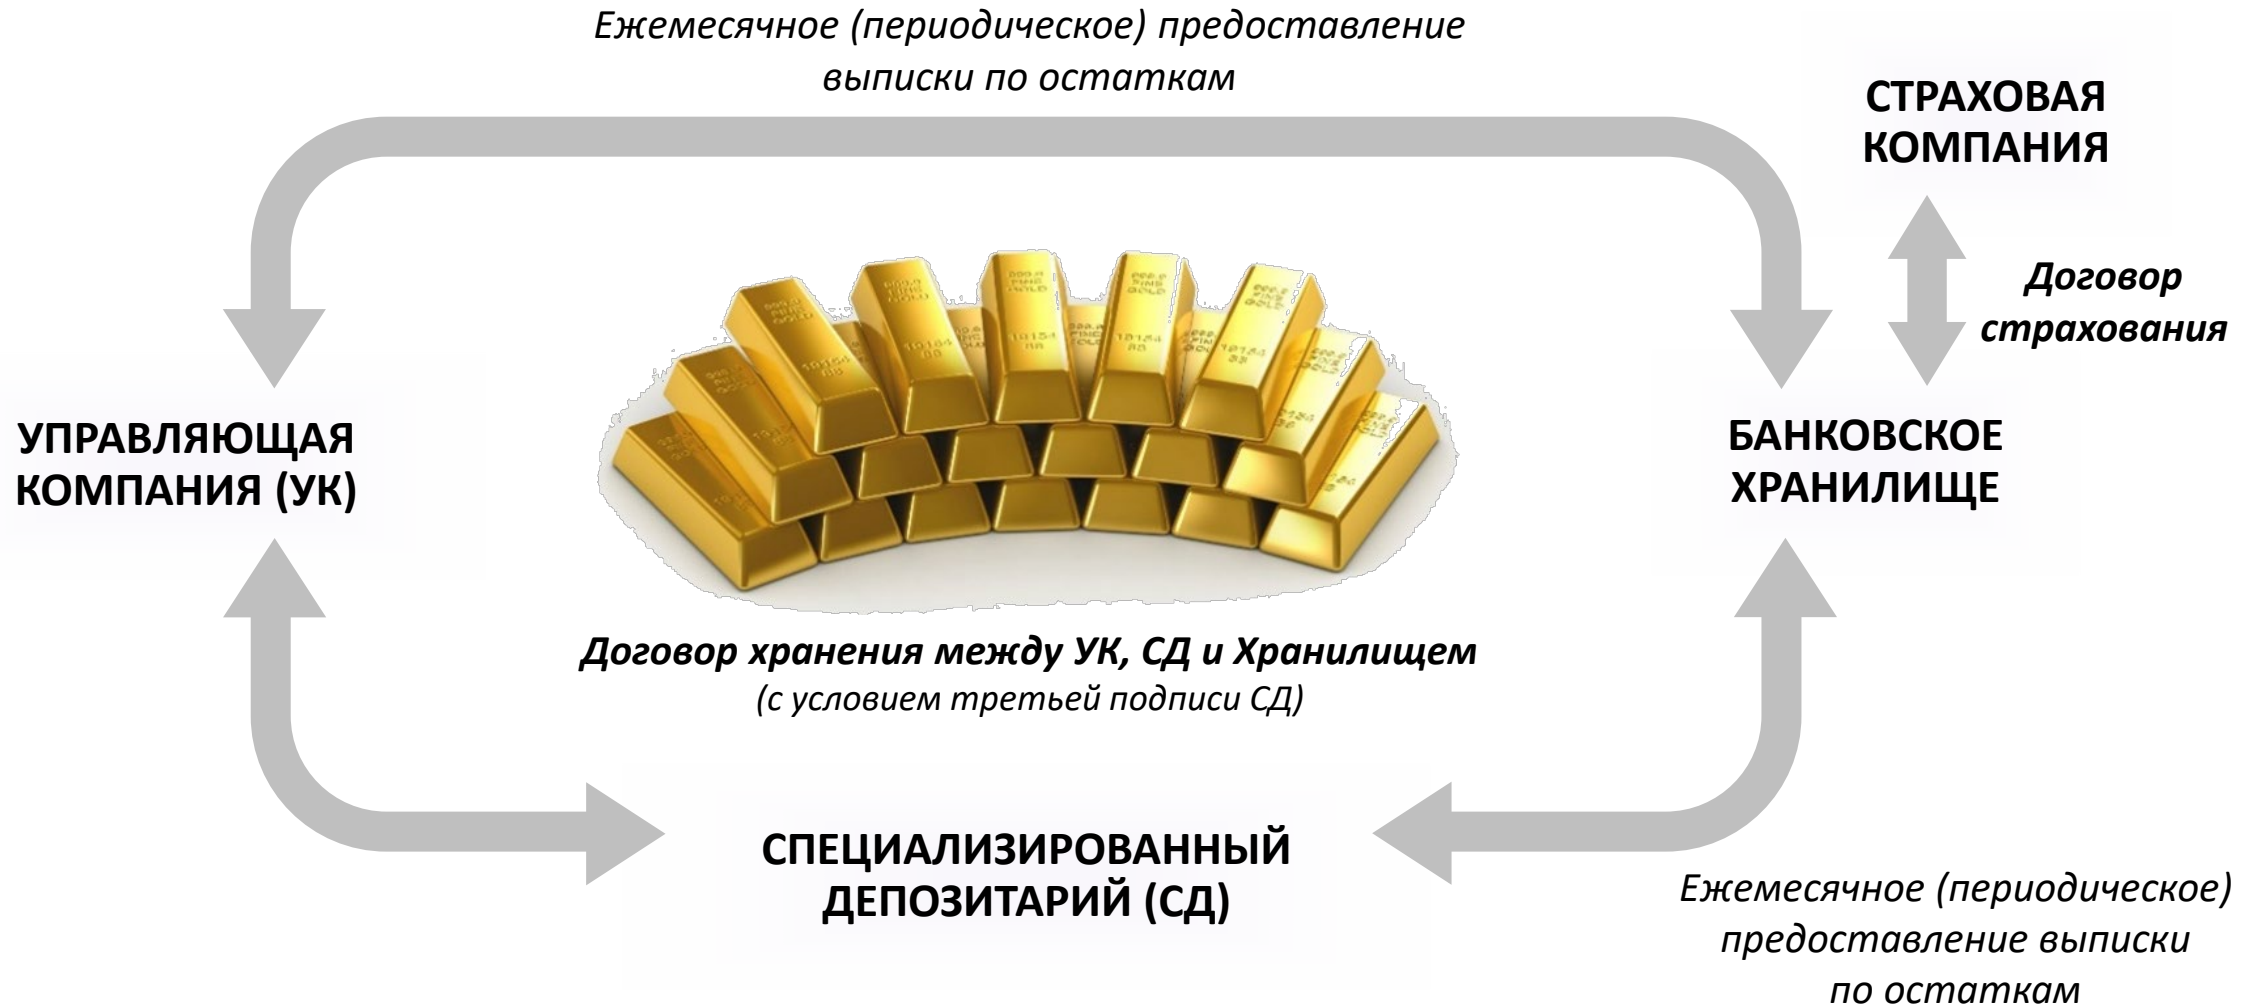 Ежемесячное (периодическое) предоставление
выписки по остаткам
СТРАХОВАЯ
КОМПАНИЯ
Договор
страхования
УПРАВЛЯЮЩАЯ
КОМПАНИЯ (УК)
БАНКОВСКОЕ
ХРАНИЛИЩЕ
Договор хранения между УК, СД и Хранилищем
(с условием третьей подписи СД)
СПЕЦИАЛИЗИРОВАННЫЙ
ДЕПОЗИТАРИЙ (СД)
Ежемесячное (периодическое)
предоставление выписки
по остаткам